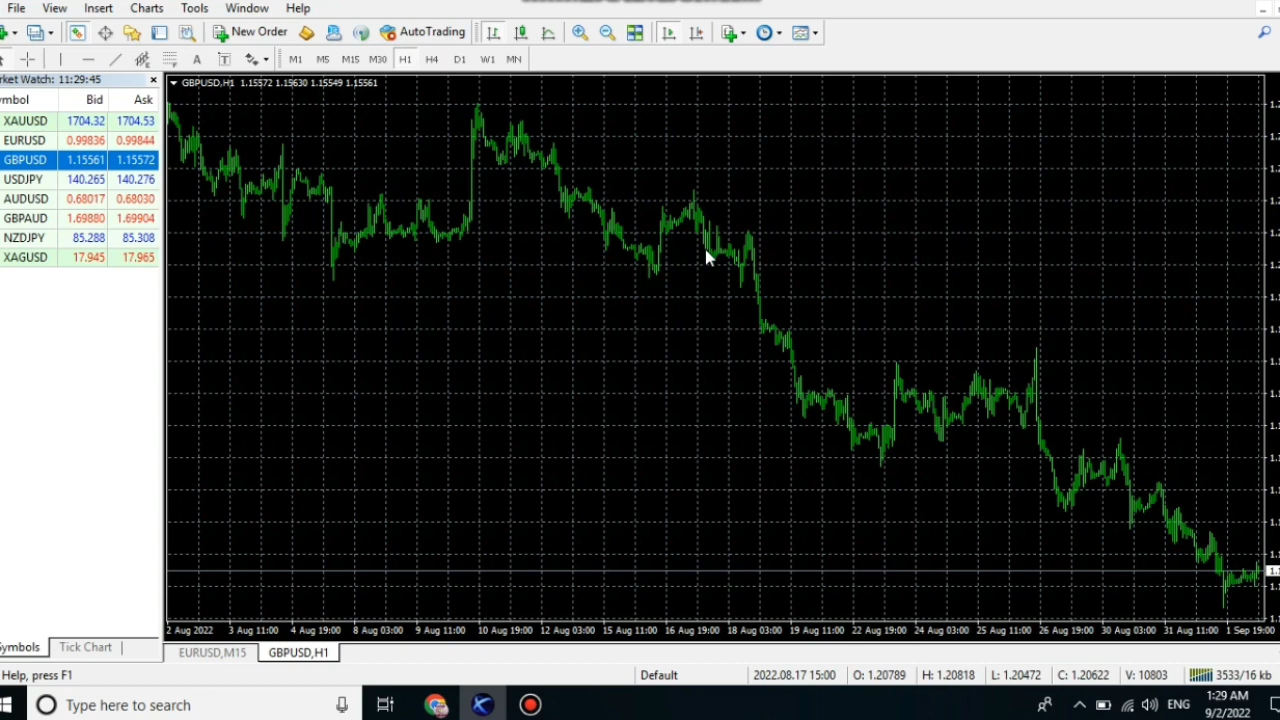 File View Insert Charts Tools Window Help
New Order AutoTrading
A T M1 M5 M15 M30 H1 H4 D1 W1 MN
rket Watch: 11:29:45
GBPUSD,H1 1.15572 1.15630 1.15549 1.15561
ymbol Bid Ask
XAUUSD 1704.32 1704.53
EURUSD 0.99836 0.99844
GBPUSD 1.15561 1.15572
USDJPY 140.265 140.276
AUDUSD 0.68017 0.68030
GBPAUD 1.69880 1.69904
NZDJPY 85.288 85.308
XAGUSD 17.945 17.965
2 Aug 2022 3 Aug 11:00 4 Aug 19:00 8 Aug 03:00 9 Aug 11:00 10 Aug 19:00 12 Aug 03:00 15 Aug 11:00 16 Aug 19:00 18 Aug 03:00 19 Aug 11:00 22 Aug 19:00 24 Aug 03:00 25 Aug 11:00 26 Aug 19:00 30 Aug 03:00 31 Aug 11:00 1 Sep 19:00
Symbols Tick Chart
EURUSD,M15 GBPUSD,H1
Help, press F1 Default 2022.08.17 15:00 O: 1.20789 H: 1.20818 L: 1.20472 C: 1.20622 V: 10803 3533/16 kb
Type here to search ENG 1:29 AM
9/2/2022